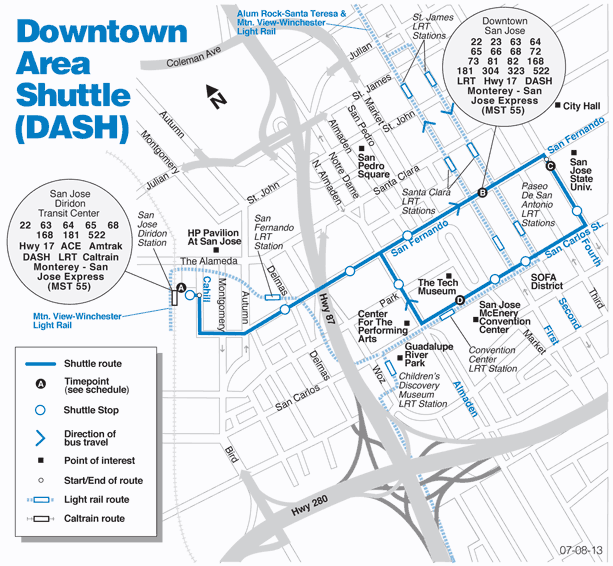 Downtown
Area
Shuttle
(DASH)
Alum Rock-Santa Teresa &
Mtn. View-Winchester
Light Rail
St. James
LRT
Stations
Downtown
San Jose
22 23 63 64
65 66 68 72
73 81 82 168
181 304 323 522
LRT Hwy 17 DASH
Monterey - San
Jose Express
(MST 55)
Coleman Ave
Julian
St. James
Market
St. John
San Pedro
Almaden
San
Pedro
Square
Notre Dame
N. Almaden
Santa Clara
City Hall
San Fernando
San
Jose
State
Univ.
N
Autumn
Montgomery
Julian
St. John
San Jose
Diridon
Transit Center
22 63 64 65 68
168 181 522
Hwy 17 ACE Amtrak
DASH LRT Caltrain
Monterey - San
Jose Express
(MST 55)
San
Jose
Diridon
Station
HP Pavilion
At San Jose
The Alameda
San
Fernando
LRT
Station
Delmas
Santa Clara
LRT
Stations
San Fernando
Paseo
De San
Antonio
LRT
Stations
San Carlos St.
Fourth
A
B
C
D
Cahill
Montgomery
Autumn
Hwy 87
Park
The Tech
Museum
SOFA
District
Third
Second
First
Market
Center
For The
Performing
Arts
San Jose
McEnery
Convention
Center
Convention
Center
LRT Station
Guadalupe
River
Park
Children's
Discovery
Museum
LRT Station
Almaden
Woz
Delmas
San Carlos
Bird
Hwy 280
Mtn. View-Winchester
Light Rail
Shuttle route
A
Timepoint
(see schedule)
Shuttle Stop
Direction of
bus travel
Point of interest
Start/End of route
Light rail route
Caltrain route
07-08-13